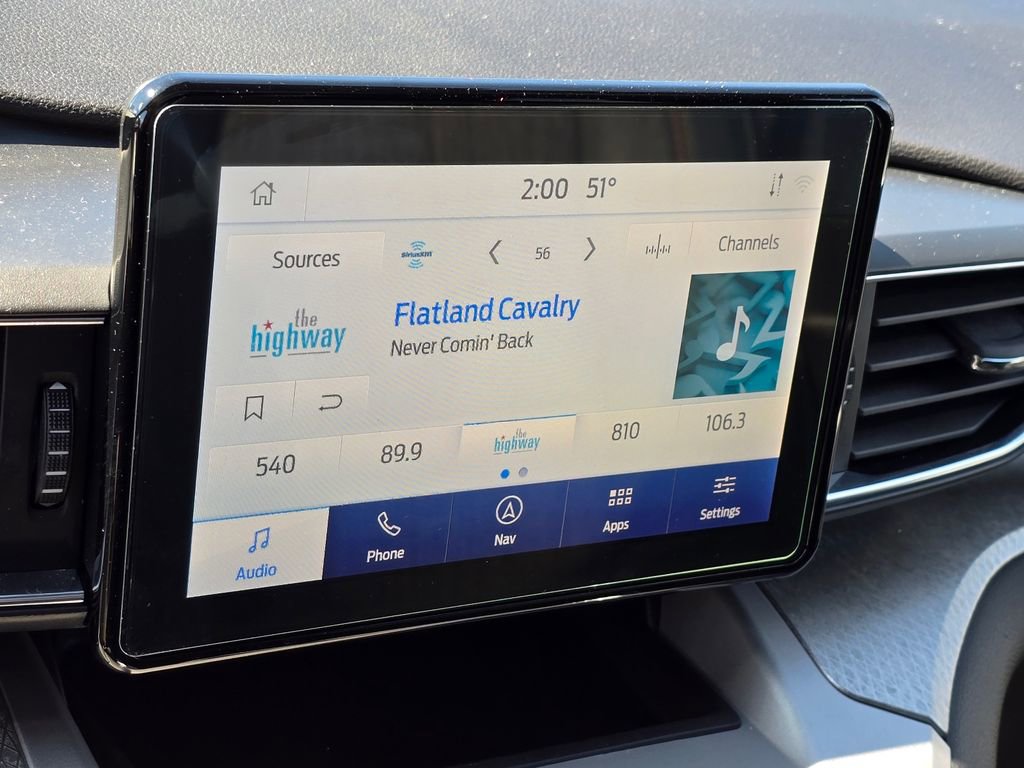 2:00 51°
Sources
SiriusXM
56
Channels
the
highway
Flatland Cavalry
Never Comin' Back
540
89.9
the
highway
810
106.3
Audio
Phone
Nav
Apps
Settings